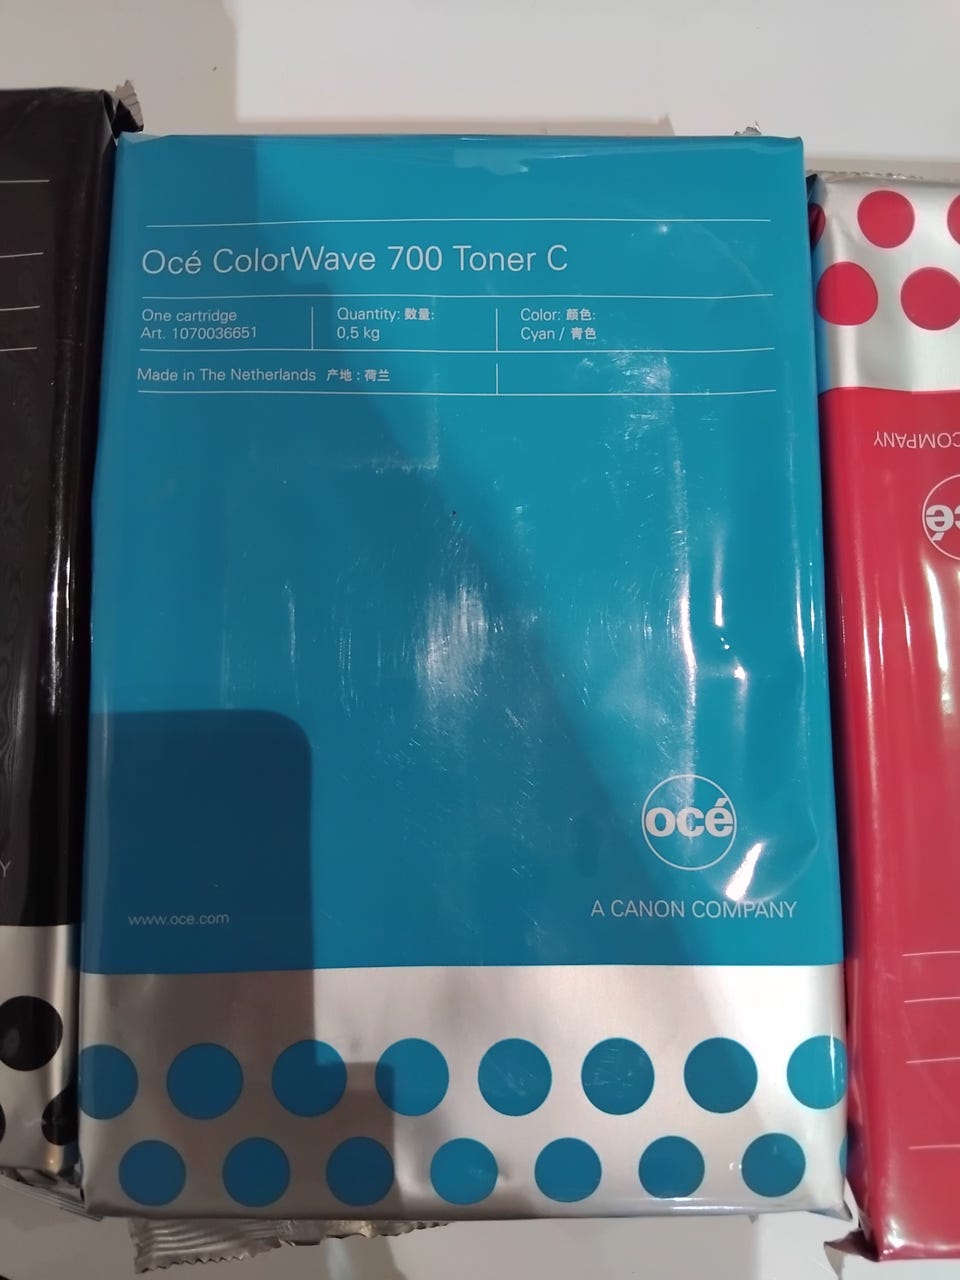 Océ ColorWave 700 Toner C
One cartridge
Art. 1070036651
Quantity: 数量:
0,5 kg
Color: 颜色:
Cyan / 青色
Made in The Netherlands 产地 : 荷兰
océ
A CANON COMPANY
www.oce.com
COMPANY
océ
Y